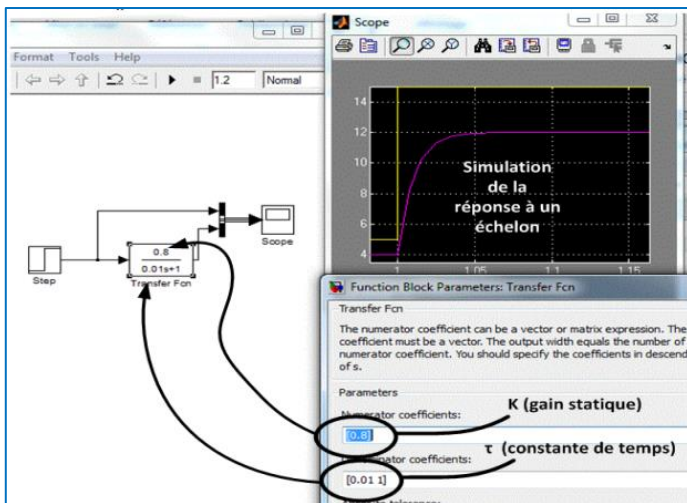 Scope
Format Tools Help
1.2
Normal
14
12
10
8
6
4
1
1.05
1.1
1.15
Simulation
de la
réponse à un
échelon
Step
0.8
0.01s+1
Transfer Fcn
Scope
Function Block Parameters: Transfer Fcn
Transfer Fcn
The numerator coefficient can be a vector or matrix expression. The
coefficient must be a vector. The output width equals the number of
numerator coefficient. You should specify the coefficients in descend
of s.
Parameters
Numerator coefficients:
K (gain statique)
[0.8]
coefficients:
τ (constante de temps)
[0.01 1]